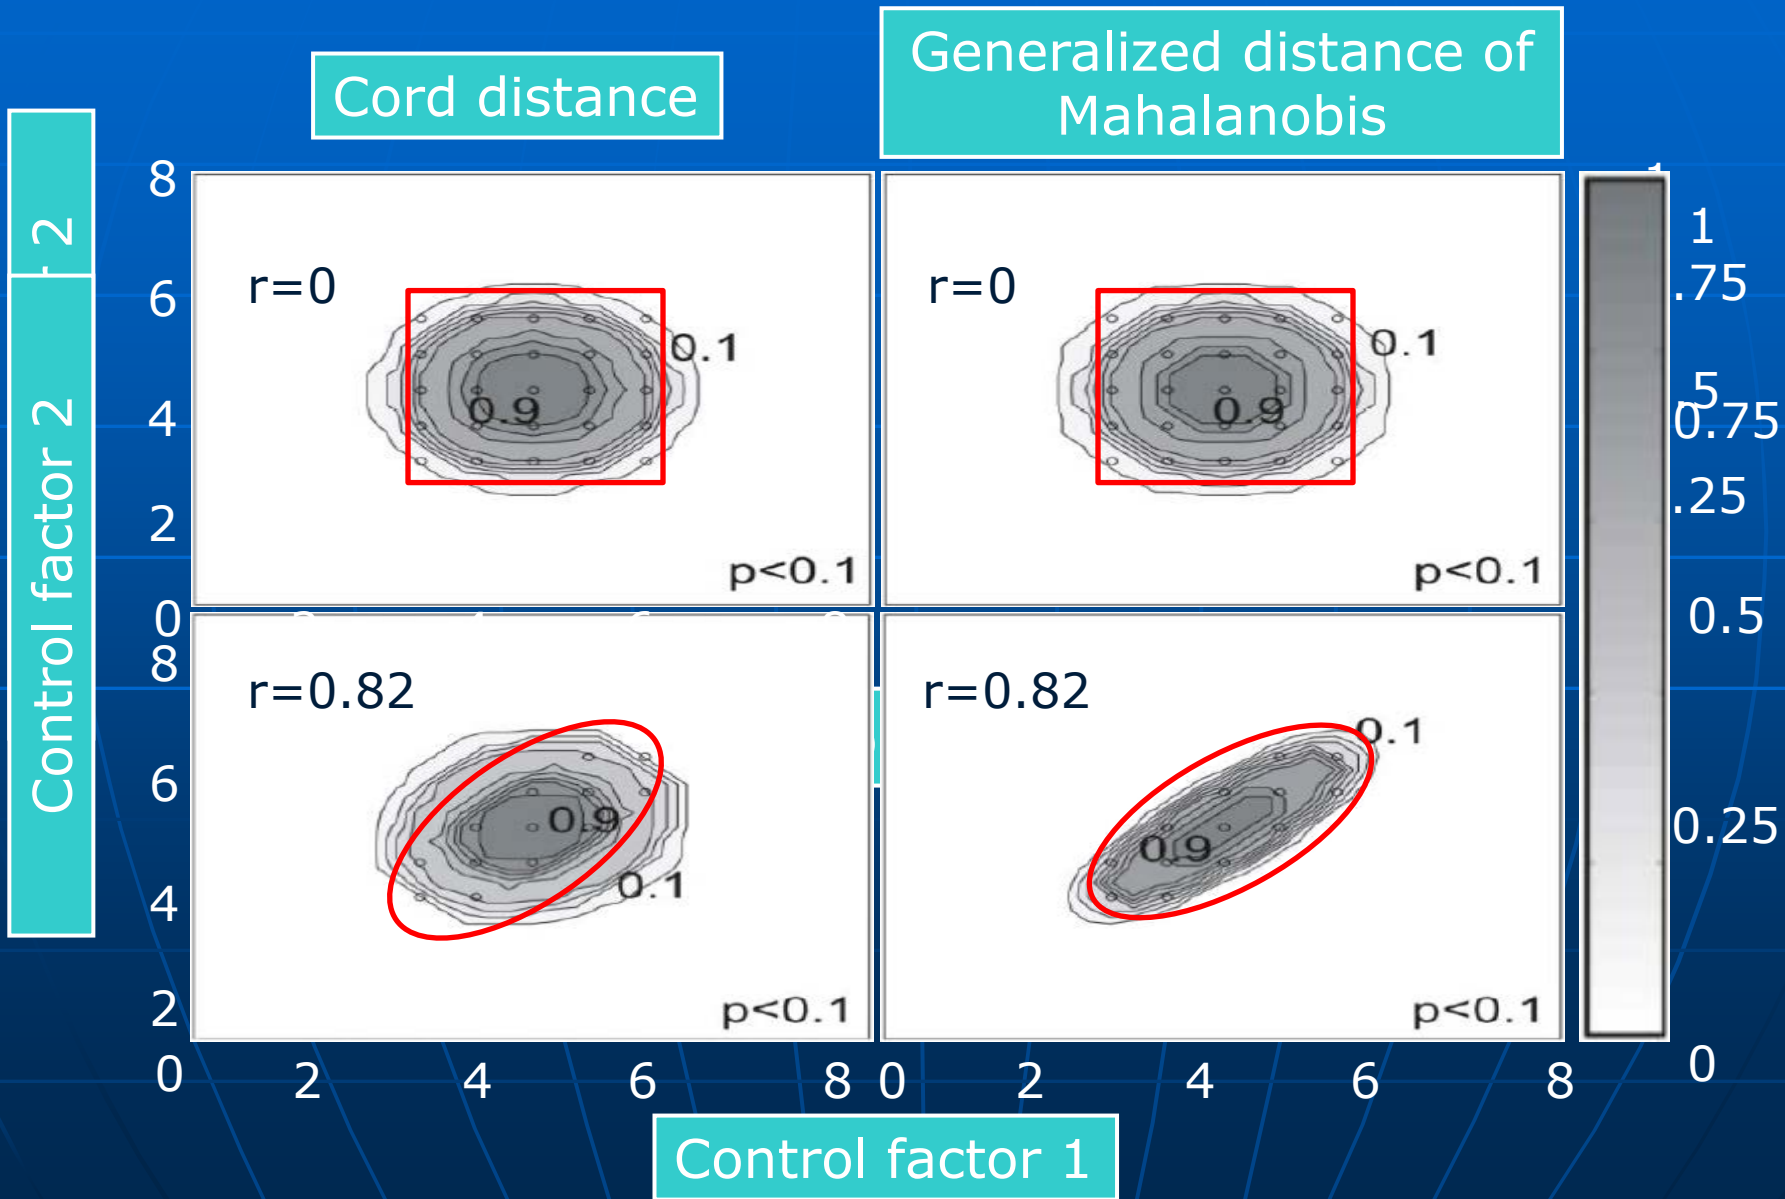 Cord distance
Generalized distance of
Mahalanobis
2
Control factor 2
8
6
4
2
0
r=0
0.1
0.9
p<0.1
r=0
0.1
0.9
p<0.1
1
.75
.5
0.75
.25
0.5
0.25
0
8
6
4
2
0
r=0.82
0.9
0.1
p<0.1
r=0.82
0.1
0.9
p<0.1
2 4 6 8 0 2 4 6 8
Control factor 1